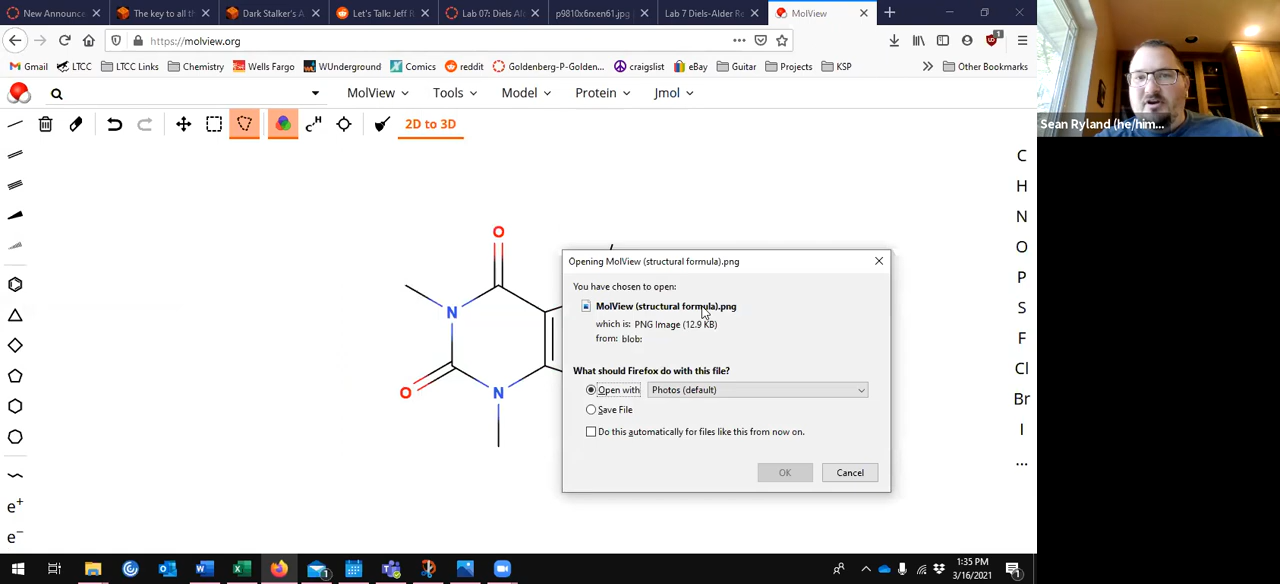 New Announce
The key to all th
Dark Stalker's A
Let's Talk: Jeff R
Lab 07: Diels Al
p9810x6rxen61.jpg
Lab 7 Diels-Alder Ro
MolView
https://molview.org
Gmail LTCC LTCC Links Chemistry Wells Fargo WUnderground Comics reddit Goldenberg-P-Golden... craigslist eBay Guitar Projects KSP Other Bookmarks
MolView Tools Model Protein Jmol
C H 2D to 3D
Sean Ryland (he/him...
C
H
N
O
P
S
F
Cl
Br
I
...
e+
e−
O
N
O
N
Opening MolView (structural formula).png
You have chosen to open:
MolView (structural formula).png
which is: PNG Image (12.9 KB)
from: blob:
What should Firefox do with this file?
Open with Photos (default)
Save File
Do this automatically for files like this from now on.
OK Cancel
1:35 PM
3/16/2021